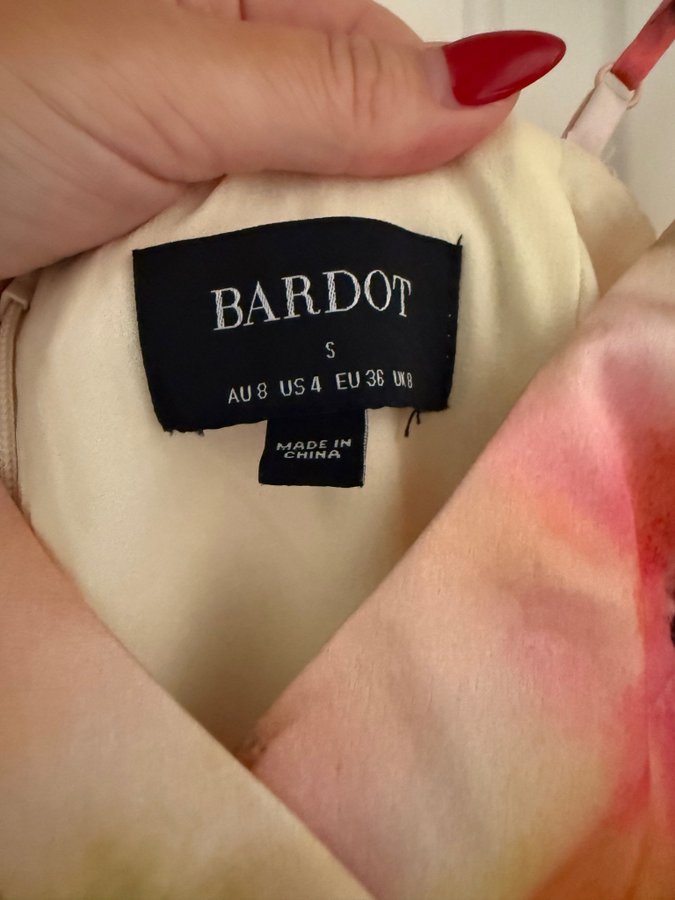 BARDOT
S
AU 8 US 4 EU 36 UK 8
MADE IN
CHINA